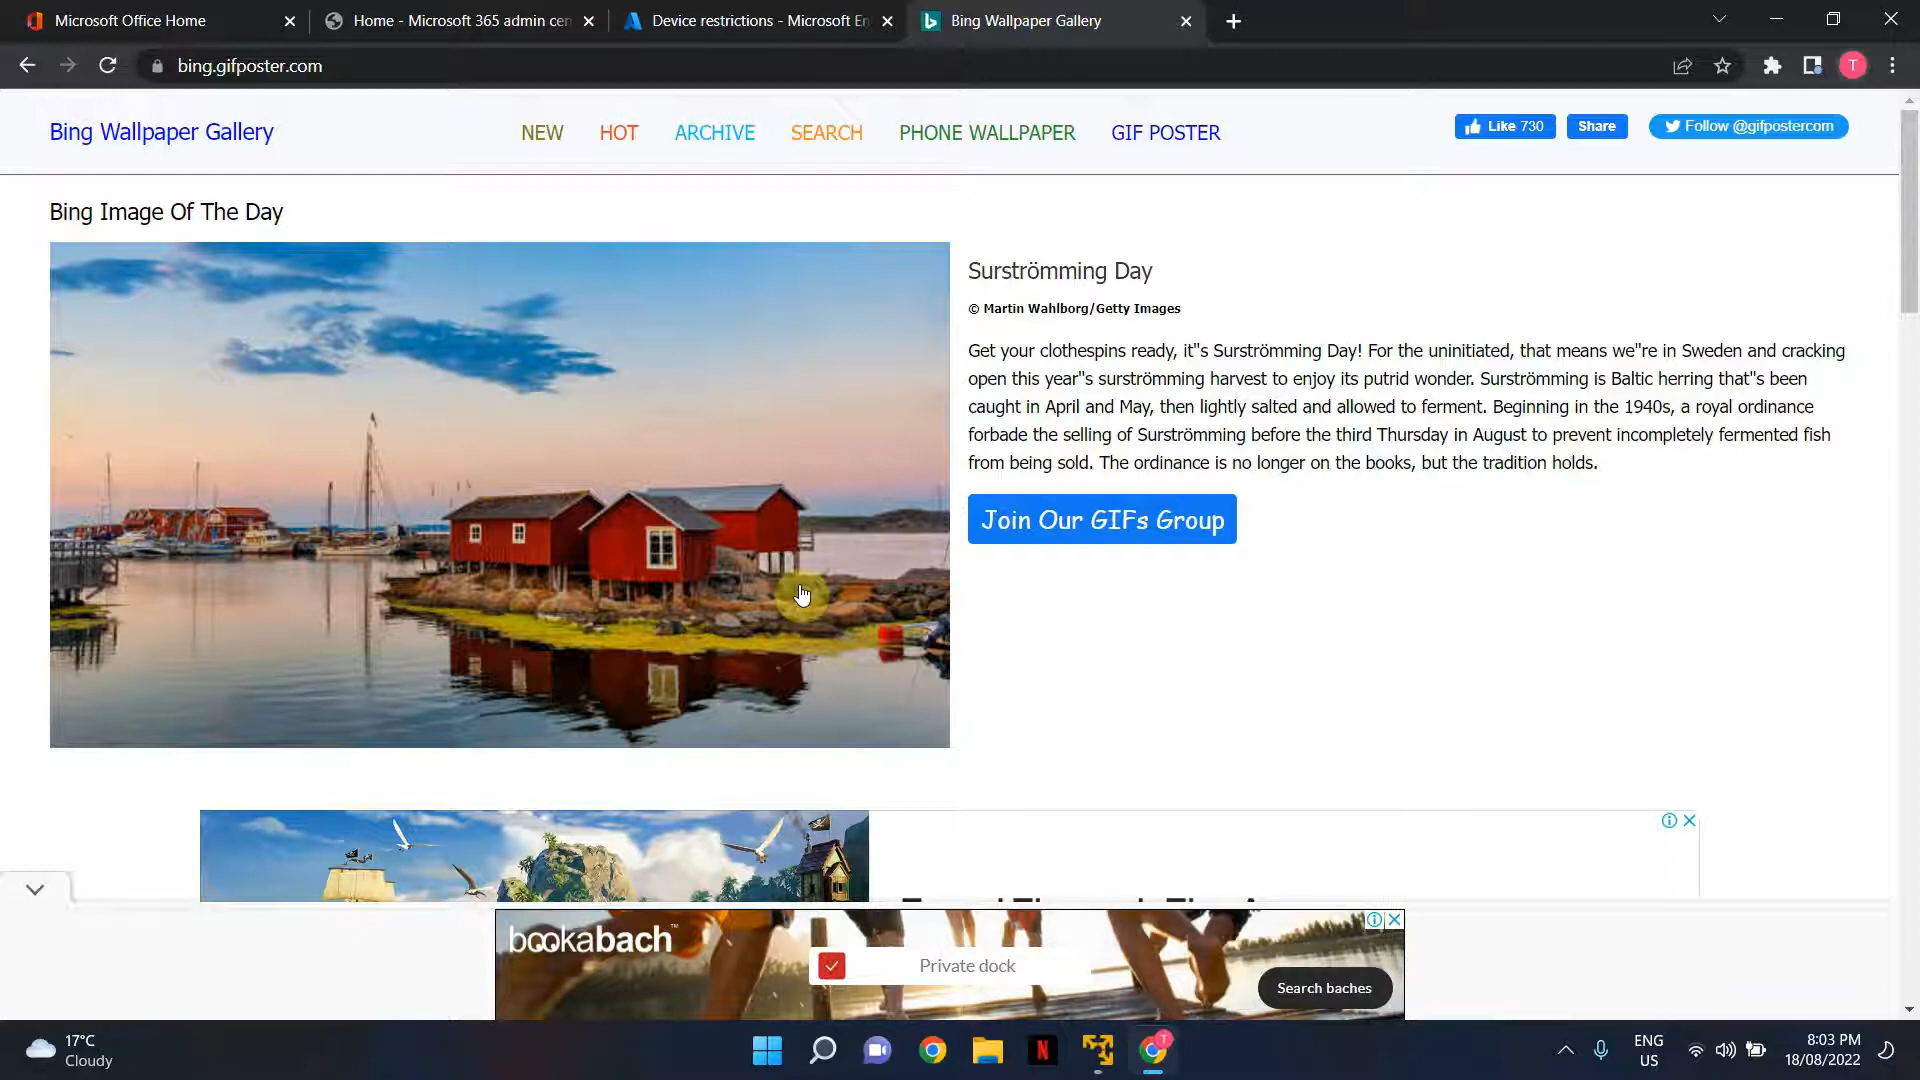 Microsoft Office Home
Home - Microsoft 365 admin cen
Device restrictions - Microsoft En
Bing Wallpaper Gallery
bing.gifposter.com
T
Bing Wallpaper Gallery
NEW
HOT
ARCHIVE
SEARCH
PHONE WALLPAPER
GIF POSTER
Like 730
Share
Follow @gifpostercom
Bing Image Of The Day
Surströmming Day
© Martin Wahlborg/Getty Images
Get your clothespins ready, it"s Surströmming Day! For the uninitiated, that means we"re in Sweden and cracking
open this year"s surströmming harvest to enjoy its putrid wonder. Surströmming is Baltic herring that"s been
caught in April and May, then lightly salted and allowed to ferment. Beginning in the 1940s, a royal ordinance
forbade the selling of Surströmming before the third Thursday in August to prevent incompletely fermented fish
from being sold. The ordinance is no longer on the books, but the tradition holds.
Join Our GIFs Group
bookabach™
Private dock
Search baches
17°C
Cloudy
N
T
ENG
US
8:03 PM
18/08/2022